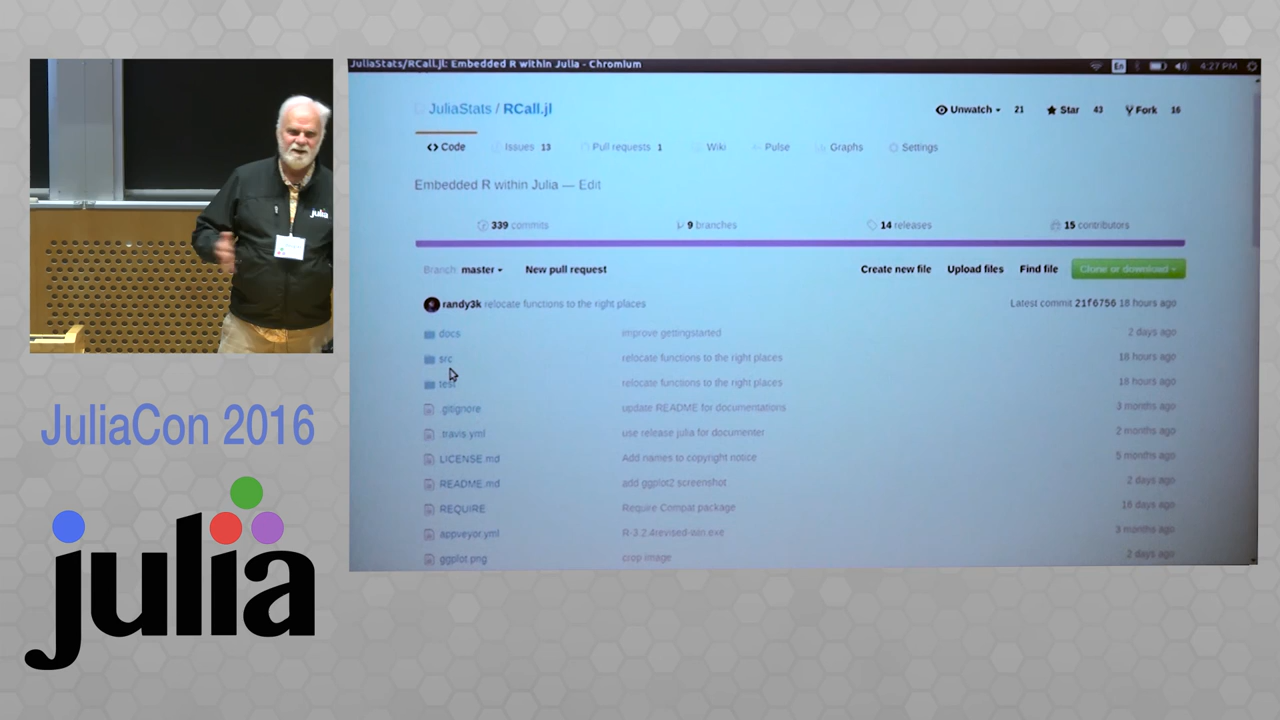 JuliaStats/RCall.jl: Embedded R within Julia - Chromium
En
4:27 PM
JuliaStats / RCall.jl
Unwatch 21
Star 43
Fork 16
Code
Issues 13
Pull requests 1
Wiki
Pulse
Graphs
Settings
Embedded R within Julia — Edit
339 commits
9 branches
14 releases
15 contributors
Branch: master
New pull request
Create new file
Upload files
Find file
Clone or download
randy3k relocate functions to the right places
Latest commit 21f6756 18 hours ago
docs improve gettingstarted 2 days ago
src relocate functions to the right places 18 hours ago
test relocate functions to the right places 18 hours ago
.gitignore update README for documentations 3 months ago
.travis.yml use release julia for documenter 2 months ago
LICENSE.md Add names to copyright notice 5 months ago
README.md add ggplot2 screenshot 2 days ago
REQUIRE Require Compat package 16 days ago
appveyor.yml R-3.2.4revised-win.exe 3 months ago
ggplot.png crop image 2 days ago
julia
JuliaCon 2016
julia